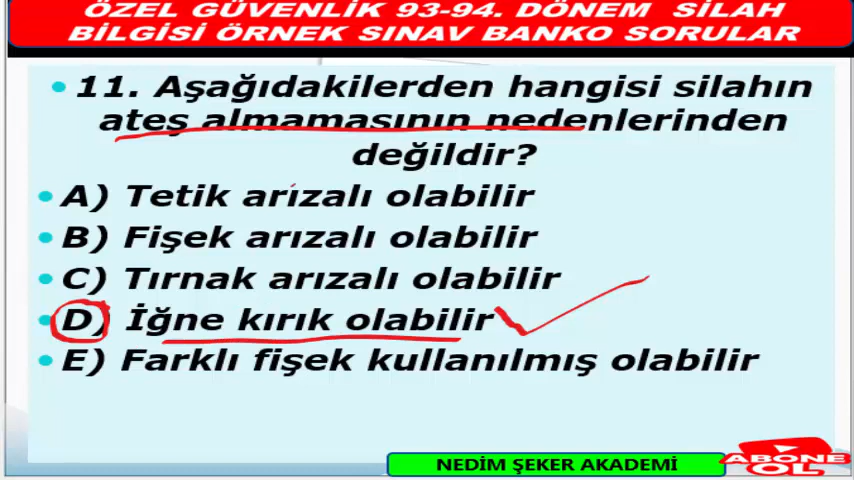 ÖZEL GÜVENLİK 93-94. DÖNEM SİLAH
BİLGİSİ ÖRNEK SINAV BANKO SORULAR
• 11. Aşağıdakilerden hangisi silahın
ateş almamasının nedenlerinden
değildir?
• A) Tetik arızalı olabilir
• B) Fişek arızalı olabilir
• C) Tırnak arızalı olabilir
• D) İğne kırık olabilir
• E) Farklı fişek kullanılmış olabilir
NEDİM ŞEKER AKADEMİ
ABONE
OL